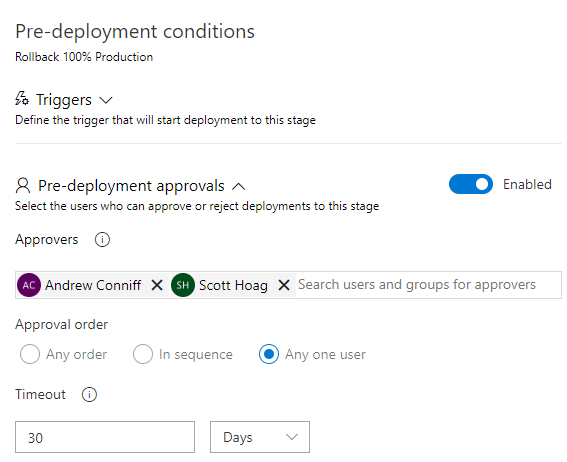 Pre-deployment conditions
Rollback 100% Production
Triggers
Define the trigger that will start deployment to this stage
Pre-deployment approvals
Enabled
Select the users who can approve or reject deployments to this stage
Approvers
AC Andrew Conniff SH Scott Hoag Search users and groups for approvers
Approval order
Any order In sequence Any one user
Timeout
30 Days